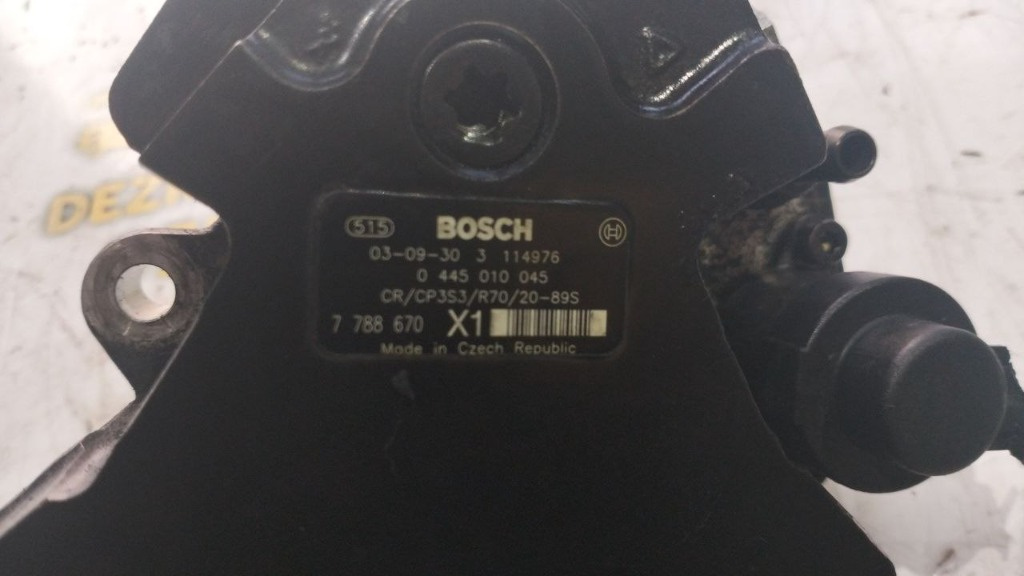 DEZ
515 BOSCH
03-09-30 3 114976
0 445 010 045
CR/CP3S3/R70/20-89S
7 788 670 X1
Made in Czech Republic